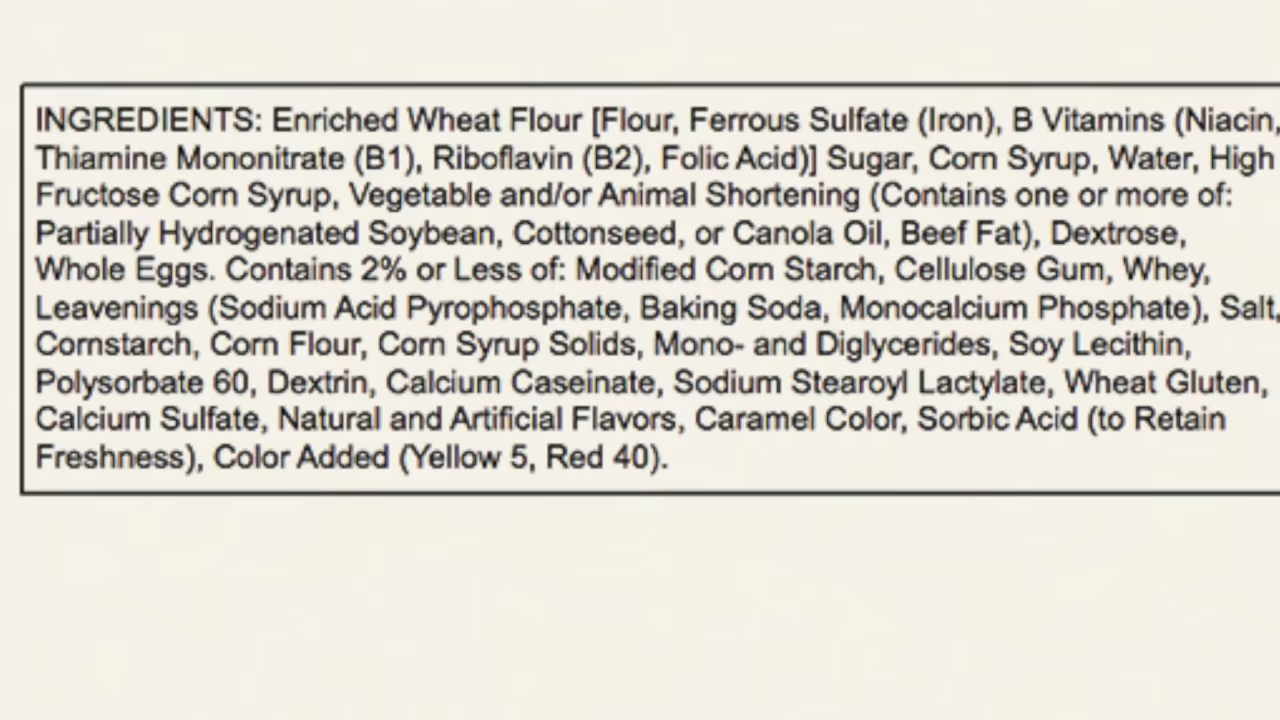 INGREDIENTS: Enriched Wheat Flour [Flour, Ferrous Sulfate (Iron), B Vitamins (Niacin,
Thiamine Mononitrate (B1), Riboflavin (B2), Folic Acid)] Sugar, Corn Syrup, Water, High
Fructose Corn Syrup, Vegetable and/or Animal Shortening (Contains one or more of:
Partially Hydrogenated Soybean, Cottonseed, or Canola Oil, Beef Fat), Dextrose,
Whole Eggs. Contains 2% or Less of: Modified Corn Starch, Cellulose Gum, Whey,
Leavenings (Sodium Acid Pyrophosphate, Baking Soda, Monocalcium Phosphate), Salt,
Cornstarch, Corn Flour, Corn Syrup Solids, Mono- and Diglycerides, Soy Lecithin,
Polysorbate 60, Dextrin, Calcium Caseinate, Sodium Stearoyl Lactylate, Wheat Gluten,
Calcium Sulfate, Natural and Artificial Flavors, Caramel Color, Sorbic Acid (to Retain
Freshness), Color Added (Yellow 5, Red 40).